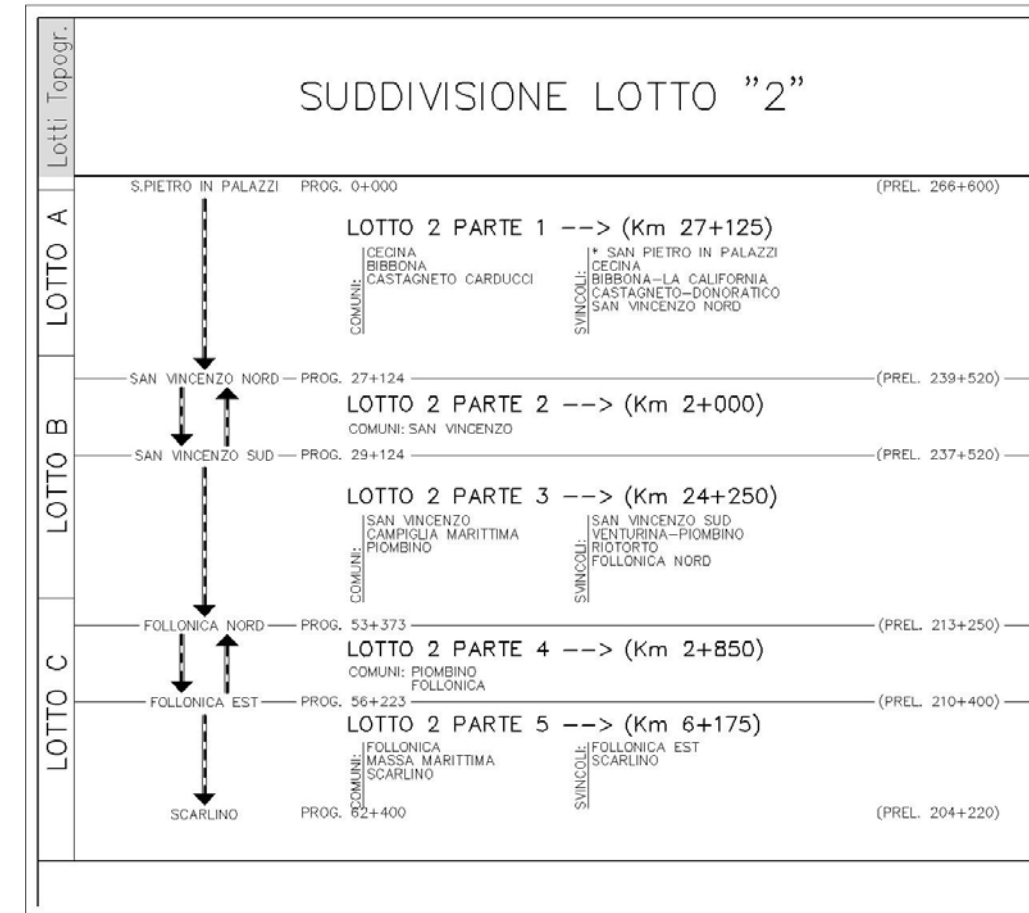 Lotti Topogr.
SUDDIVISIONE LOTTO "2"
LOTTO A
S.PIETRO IN PALAZZI PROG. 0+000 (PREL. 266+600)
LOTTO 2 PARTE 1 --> (Km 27+125)
COMUNI:
CECINA
BIBBONA
CASTAGNETO CARDUCCI
SVINCOLI:
* SAN PIETRO IN PALAZZI
CECINA
BIBBONA-LA CALIFORNIA
CASTAGNETO-DONORATICO
SAN VINCENZO NORD
LOTTO B
SAN VINCENZO NORD PROG. 27+124 (PREL. 239+520)
LOTTO 2 PARTE 2 --> (Km 2+000)
COMUNI: SAN VINCENZO
SAN VINCENZO SUD PROG. 29+124 (PREL. 237+520)
LOTTO 2 PARTE 3 --> (Km 24+250)
COMUNI:
SAN VINCENZO
CAMPIGLIA MARITTIMA
PIOMBINO
SVINCOLI:
SAN VINCENZO SUD
VENTURINA-PIOMBINO
RIOTORTO
FOLLONICA NORD
LOTTO C
FOLLONICA NORD PROG. 53+373 (PREL. 213+250)
LOTTO 2 PARTE 4 --> (Km 2+850)
COMUNI: PIOMBINO
FOLLONICA
FOLLONICA EST PROG. 56+223 (PREL. 210+400)
LOTTO 2 PARTE 5 --> (Km 6+175)
COMUNI:
FOLLONICA
MASSA MARITTIMA
SCARLINO
SVINCOLI:
FOLLONICA EST
SCARLINO
SCARLINO PROG. 62+400 (PREL. 204+220)